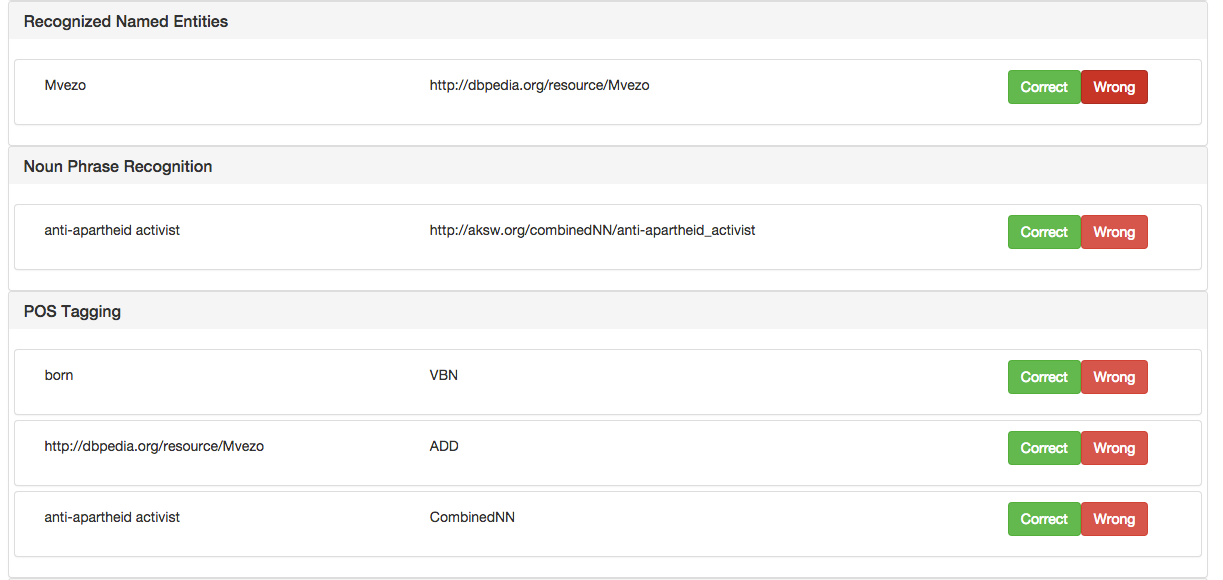 Recognized Named Entities
Mvezo http://dbpedia.org/resource/Mvezo Correct Wrong
Noun Phrase Recognition
anti-apartheid activist http://aksw.org/combinedNN/anti-apartheid_activist Correct Wrong
POS Tagging
born VBN Correct Wrong
http://dbpedia.org/resource/Mvezo ADD Correct Wrong
anti-apartheid activist CombinedNN Correct Wrong